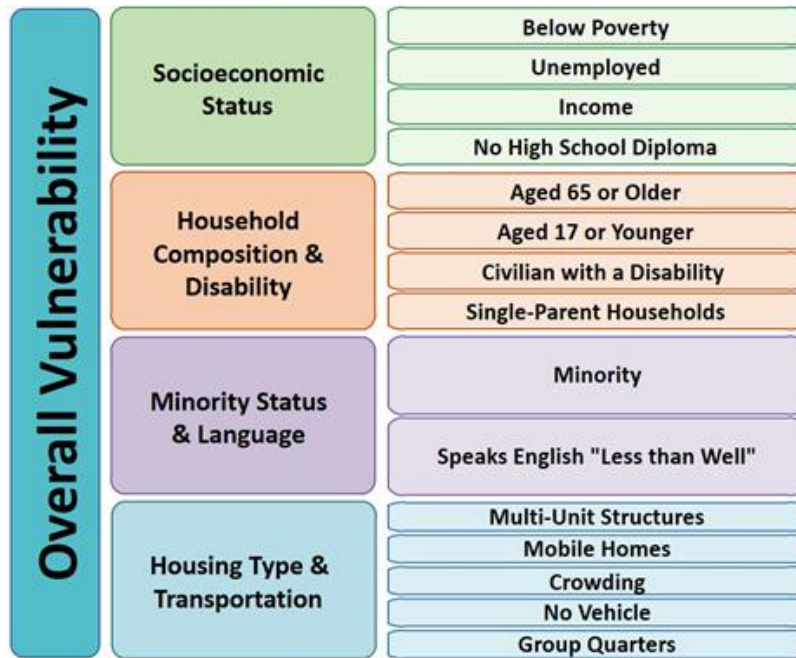 Overall Vulnerability
Socioeconomic
Status
Below Poverty
Unemployed
Income
No High School Diploma
Household
Composition &
Disability
Aged 65 or Older
Aged 17 or Younger
Civilian with a Disability
Single-Parent Households
Minority Status
& Language
Minority
Speaks English "Less than Well"
Housing Type &
Transportation
Multi-Unit Structures
Mobile Homes
Crowding
No Vehicle
Group Quarters